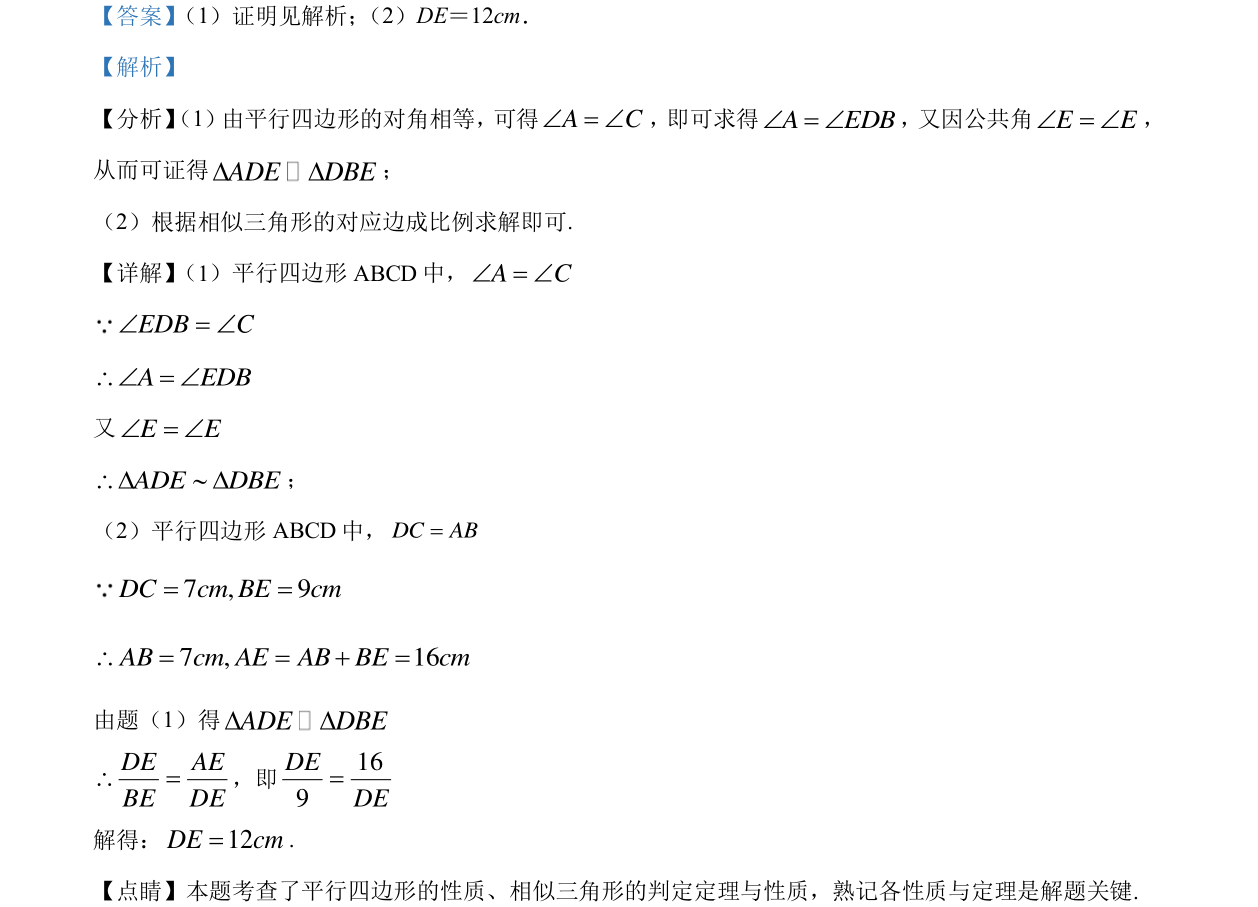 【答案】（1）证明见解析；（2）DE＝12cm．
【解析】
【分析】（1）由平行四边形的对角相等，可得∠A = ∠C，即可求得∠A = ∠EDB，又因公共角∠E = ∠E，
从而可证得ΔADE□ ΔDBE；
（2）根据相似三角形的对应边成比例求解即可.
【详解】（1）平行四边形 ABCD 中，∠A = ∠C
∵∠EDB = ∠C
∴∠A = ∠EDB
又∠E = ∠E
∴ΔADE ~ ΔDBE；
（2）平行四边形 ABCD 中，DC = AB
∵DC = 7cm, BE = 9cm
∴AB = 7cm, AE = AB + BE = 16cm
由题（1）得ΔADE□ ΔDBE
∴DE/BE = AE/DE，即DE/9 = 16/DE
解得：DE = 12cm．
【点睛】本题考查了平行四边形的性质、相似三角形的判定定理与性质，熟记各性质与定理是解题关键.